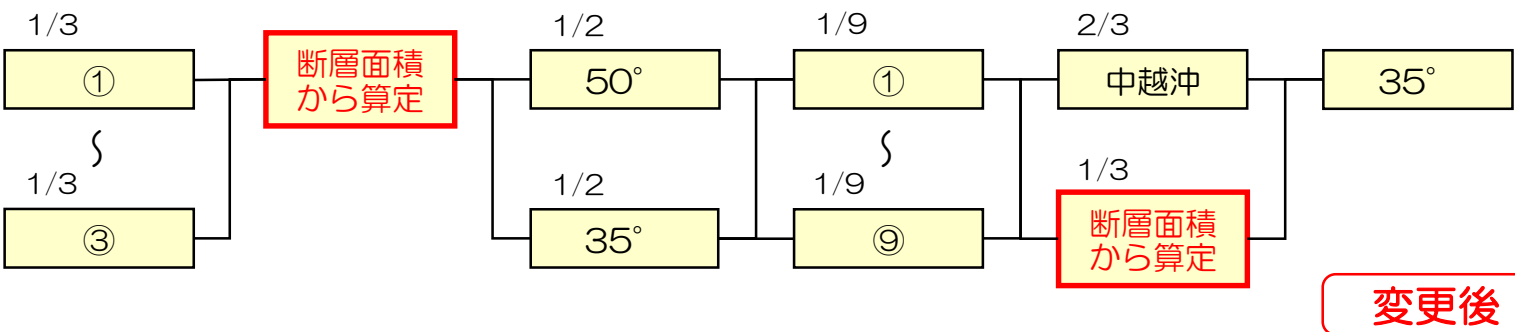 1/3
①
〜
1/3
③
断層面積
から算定
1/2
50°
1/2
35°
1/9
①
〜
1/9
⑨
2/3
中越沖
1/3
断層面積
から算定
35°
変更後